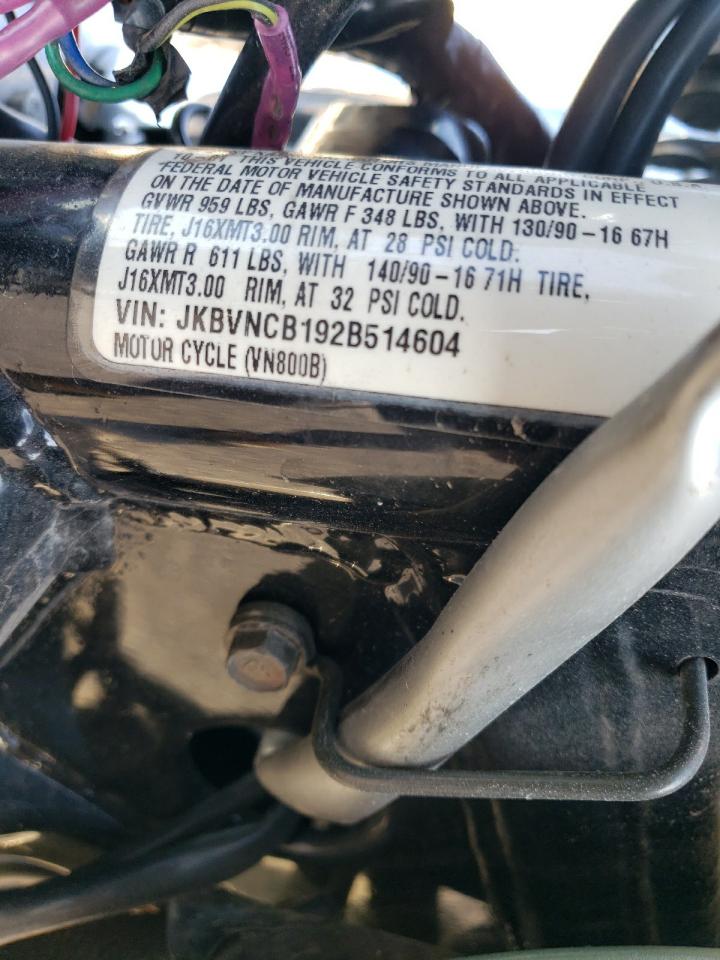 THIS VEHICLE CONFORMS TO ALL APPLICABLE
FEDERAL MOTOR VEHICLE SAFETY STANDARDS IN EFFECT
ON THE DATE OF MANUFACTURE SHOWN ABOVE.
GVWR 959 LBS, GAWR F 348 LBS, WITH 130/90-16 67H
TIRE, J16XMT3.00 RIM, AT 28 PSI COLD.
GAWR R 611 LBS, WITH 140/90-16 71H TIRE,
J16XMT3.00 RIM, AT 32 PSI COLD.
VIN: JKBVNCB192B514604
MOTOR CYCLE (VN800B)